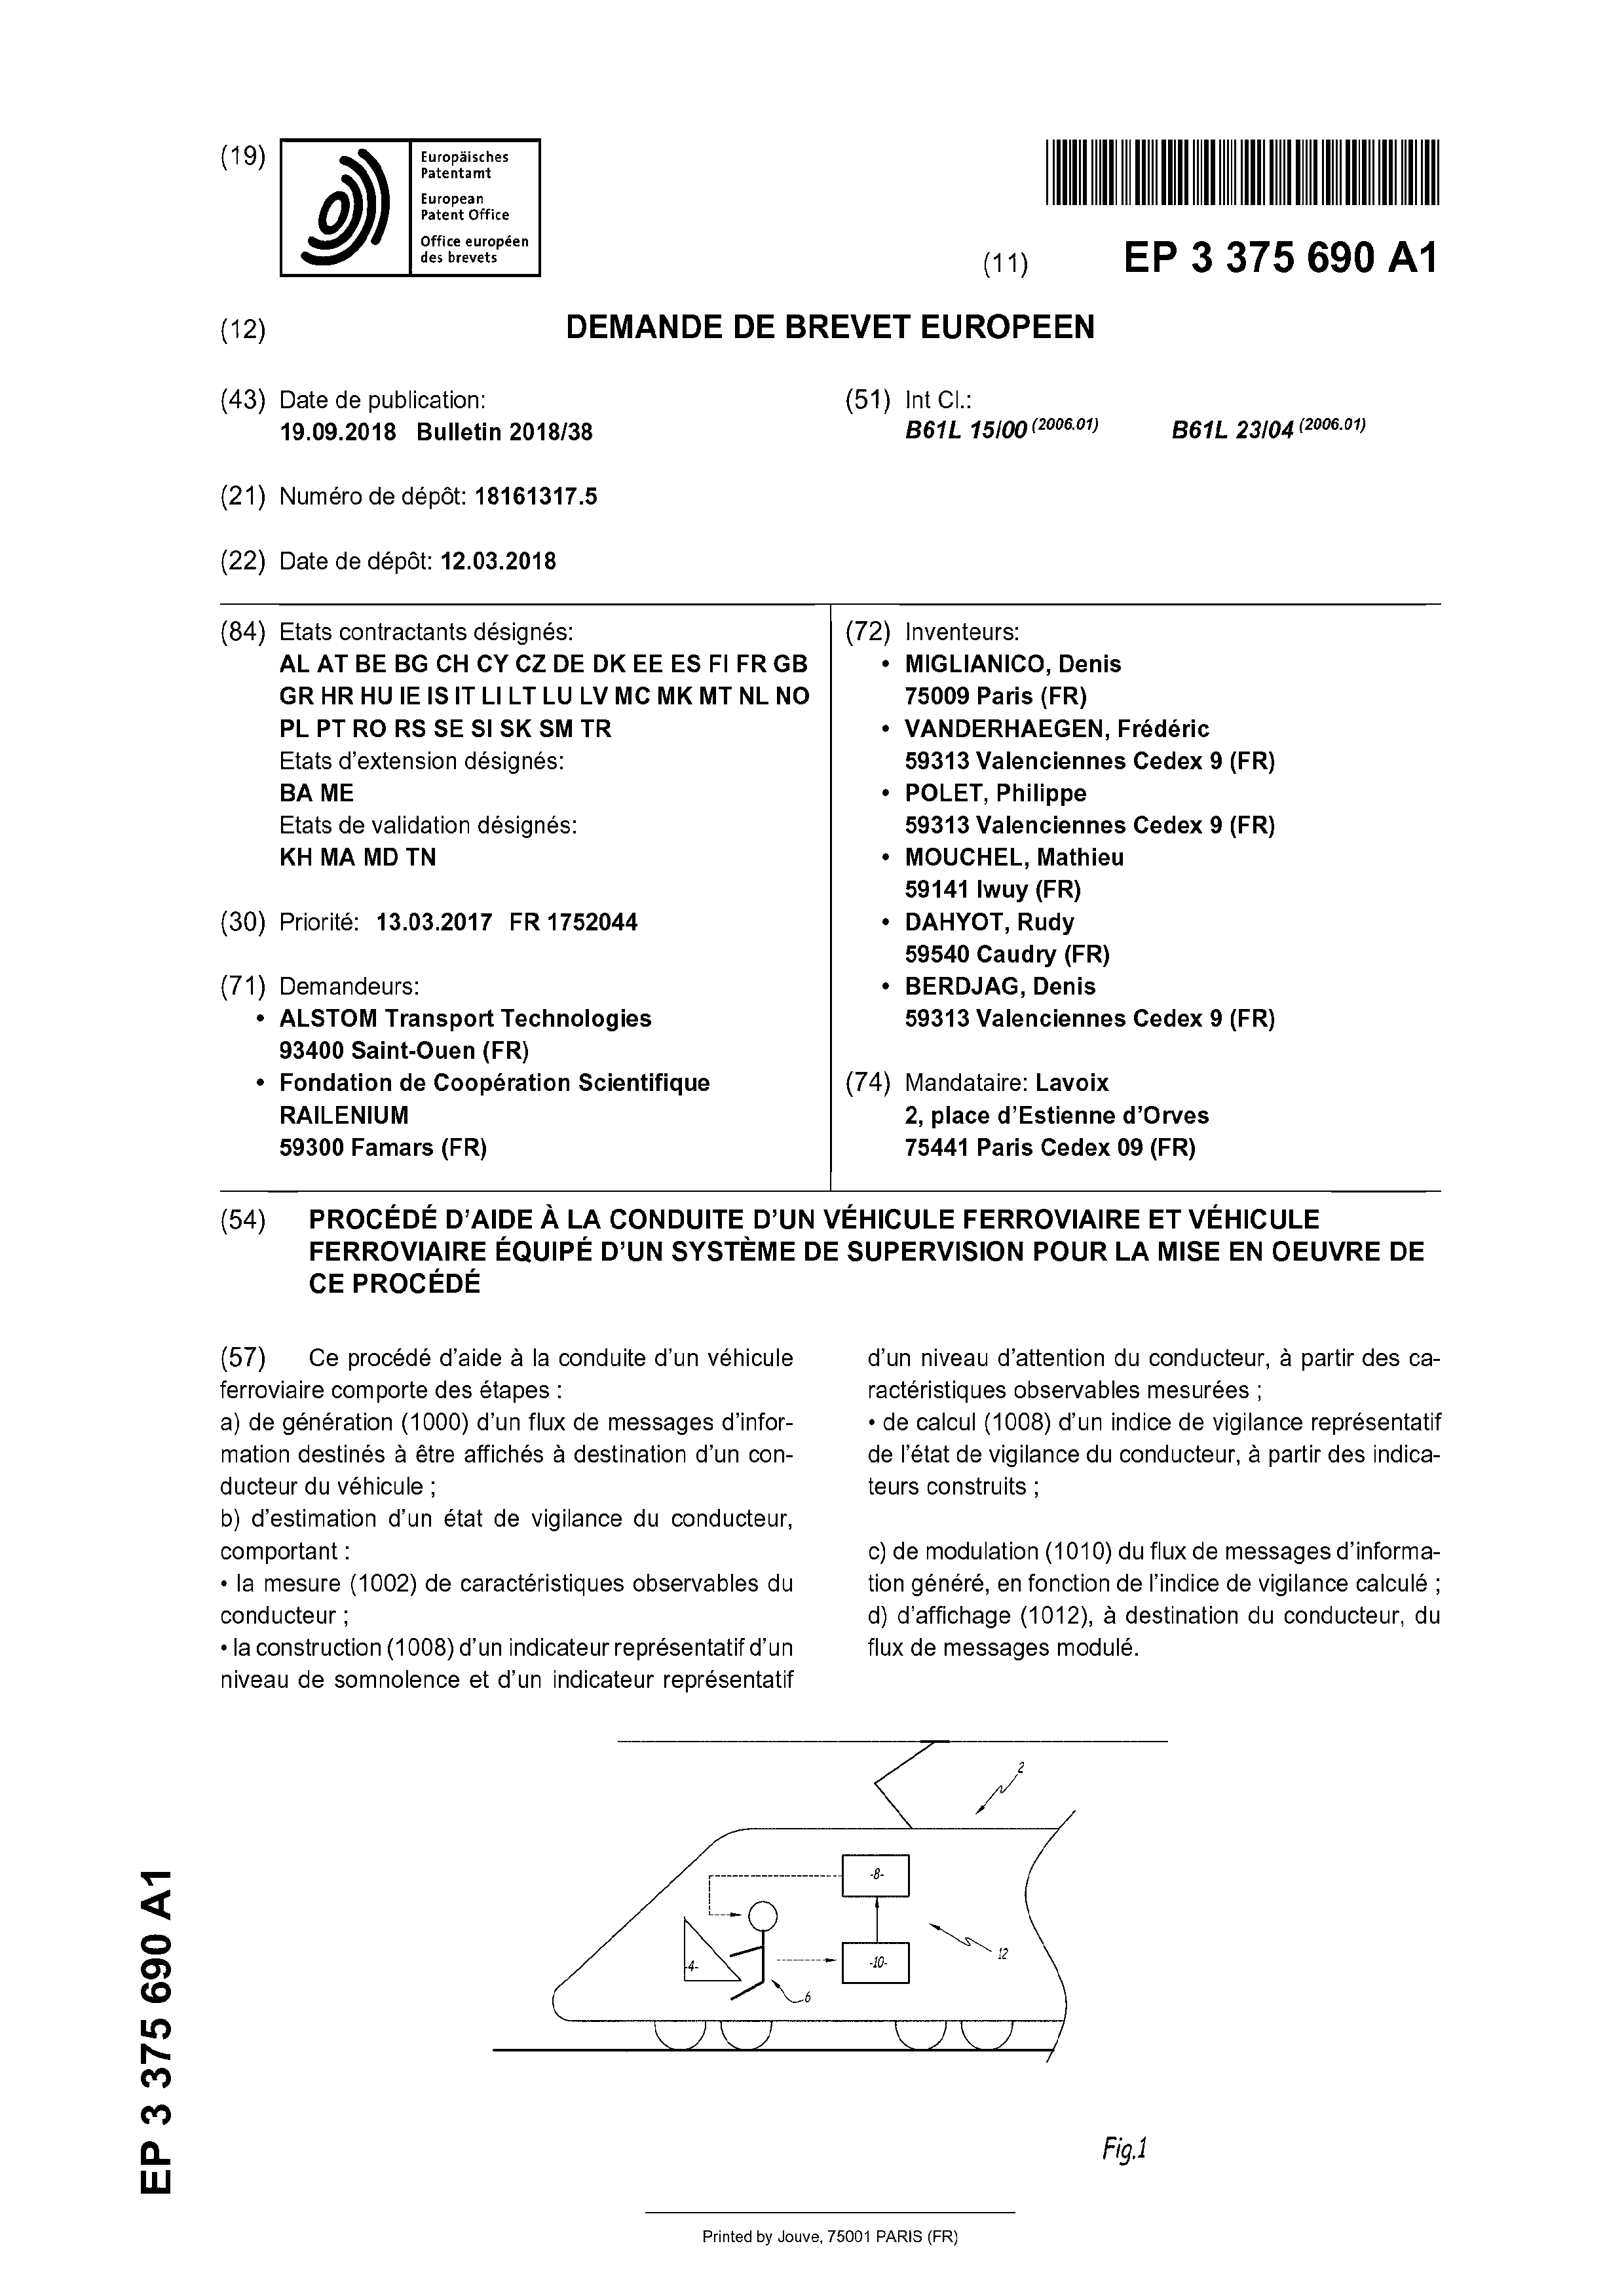 (19)
Europäisches
Patentamt
European
Patent Office
Office européen
des brevets
(11)
EP 3 375 690 A1
(12)
DEMANDE DE BREVET EUROPEEN
(43) Date de publication:
19.09.2018 Bulletin 2018/38
(51) Int Cl.:
B61L 15/00 (2006.01) B61L 23/04 (2006.01)
(21) Numéro de dépôt: 18161317.5
(22) Date de dépôt: 12.03.2018
(84) Etats contractants désignés:
AL AT BE BG CH CY CZ DE DK EE ES FI FR GB
GR HR HU IE IS IT LI LT LU LV MC MK MT NL NO
PL PT RO RS SE SI SK SM TR
Etats d'extension désignés:
BA ME
Etats de validation désignés:
KH MA MD TN
(30) Priorité: 13.03.2017 FR 1752044
(71) Demandeurs:
• ALSTOM Transport Technologies
93400 Saint-Ouen (FR)
• Fondation de Coopération Scientifique
RAILENIUM
59300 Famars (FR)
(72) Inventeurs:
• MIGLIANICO, Denis
75009 Paris (FR)
• VANDERHAEGEN, Frédéric
59313 Valenciennes Cedex 9 (FR)
• POLET, Philippe
59313 Valenciennes Cedex 9 (FR)
• MOUCHEL, Mathieu
59141 Iwuy (FR)
• DAHYOT, Rudy
59540 Caudry (FR)
• BERDJAG, Denis
59313 Valenciennes Cedex 9 (FR)
(74) Mandataire: Lavoix
2, place d'Estienne d'Orves
75441 Paris Cedex 09 (FR)
(54) PROCÉDÉ D'AIDE À LA CONDUITE D'UN VÉHICULE FERROVIAIRE ET VÉHICULE
FERROVIAIRE ÉQUIPÉ D'UN SYSTÈME DE SUPERVISION POUR LA MISE EN OEUVRE DE
CE PROCÉDÉ
(57) Ce procédé d'aide à la conduite d'un véhicule
ferroviaire comporte des étapes :
a) de génération (1000) d'un flux de messages d'infor-
mation destinés à être affichés à destination d'un con-
ducteur du véhicule ;
b) d'estimation d'un état de vigilance du conducteur,
comportant :
• la mesure (1002) de caractéristiques observables du
conducteur ;
• la construction (1008) d'un indicateur représentatif d'un
niveau de somnolence et d'un indicateur représentatif
d'un niveau d'attention du conducteur, à partir des ca-
ractéristiques observables mesurées ;
• de calcul (1008) d'un indice de vigilance représentatif
de l'état de vigilance du conducteur, à partir des indica-
teurs construits ;
c) de modulation (1010) du flux de messages d'informa-
tion généré, en fonction de l'indice de vigilance calculé ;
d) d'affichage (1012), à destination du conducteur, du
flux de messages modulé.
2
-8-
12
-4-
-10-
6
Fig.1
EP 3 375 690 A1
Printed by Jouve, 75001 PARIS (FR)